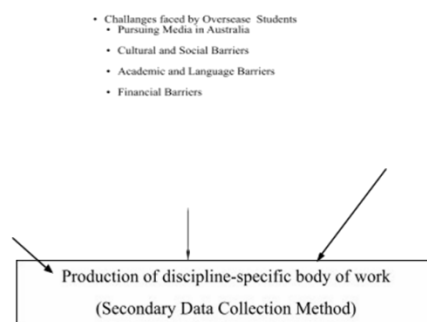 • Challanges faced by Oversease Students
• Pursuing Media in Australia
• Cultural and Social Barriers
• Academic and Language Barriers
• Financial Barriers
Production of discipline-specific body of work
(Secondary Data Collection Method)